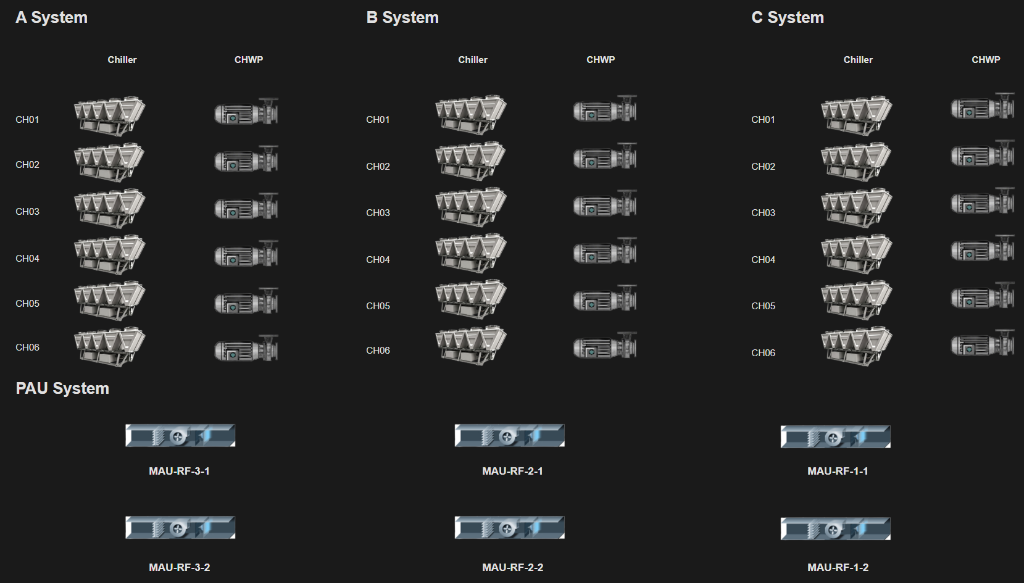 A System
B System
C System
Chiller CHWP
Chiller CHWP
Chiller CHWP
CH01
CH01
CH01
CH02
CH02
CH02
CH03
CH03
CH03
CH04
CH04
CH04
CH05
CH05
CH05
CH06
CH06
CH06
PAU System
MAU-RF-3-1
MAU-RF-2-1
MAU-RF-1-1
MAU-RF-3-2
MAU-RF-2-2
MAU-RF-1-2